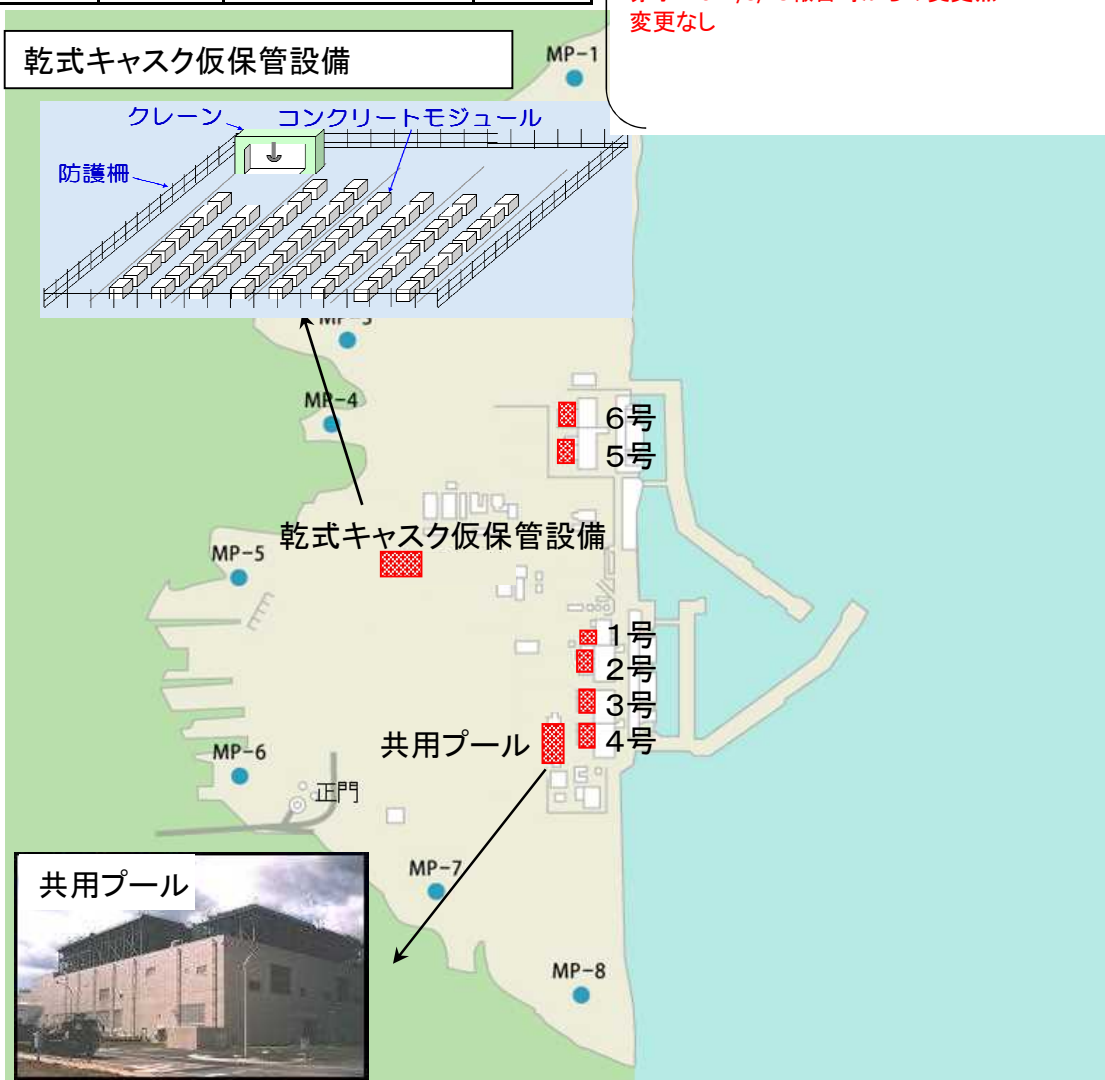 変更なし
乾式キャスク仮保管設備
MP-1
クレーン
コンクリートモジュール
防護柵
MP-4
6号
5号
乾式キャスク仮保管設備
MP-5
1号
2号
3号
共用プール
4号
MP-6
正門
MP-7
共用プール
MP-8